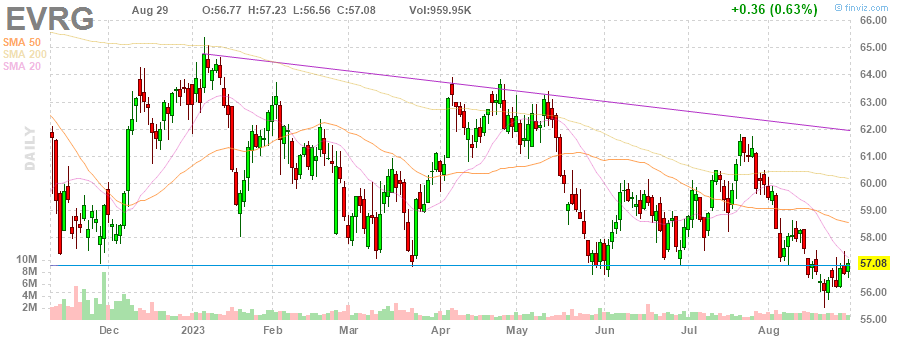 EVRG Aug 29 O:56.77 H:57.23 L:56.56 C:57.08 Vol:959.95K +0.36 (0.63%) © finviz.com
SMA 50
SMA 200
SMA 20
DAILY
66.00
65.00
64.00
63.00
62.00
61.00
60.00
59.00
58.00
57.08
56.00
55.00
10M
8M
6M
4M
2M
Dec 2023 Feb Mar Apr May Jun Jul Aug